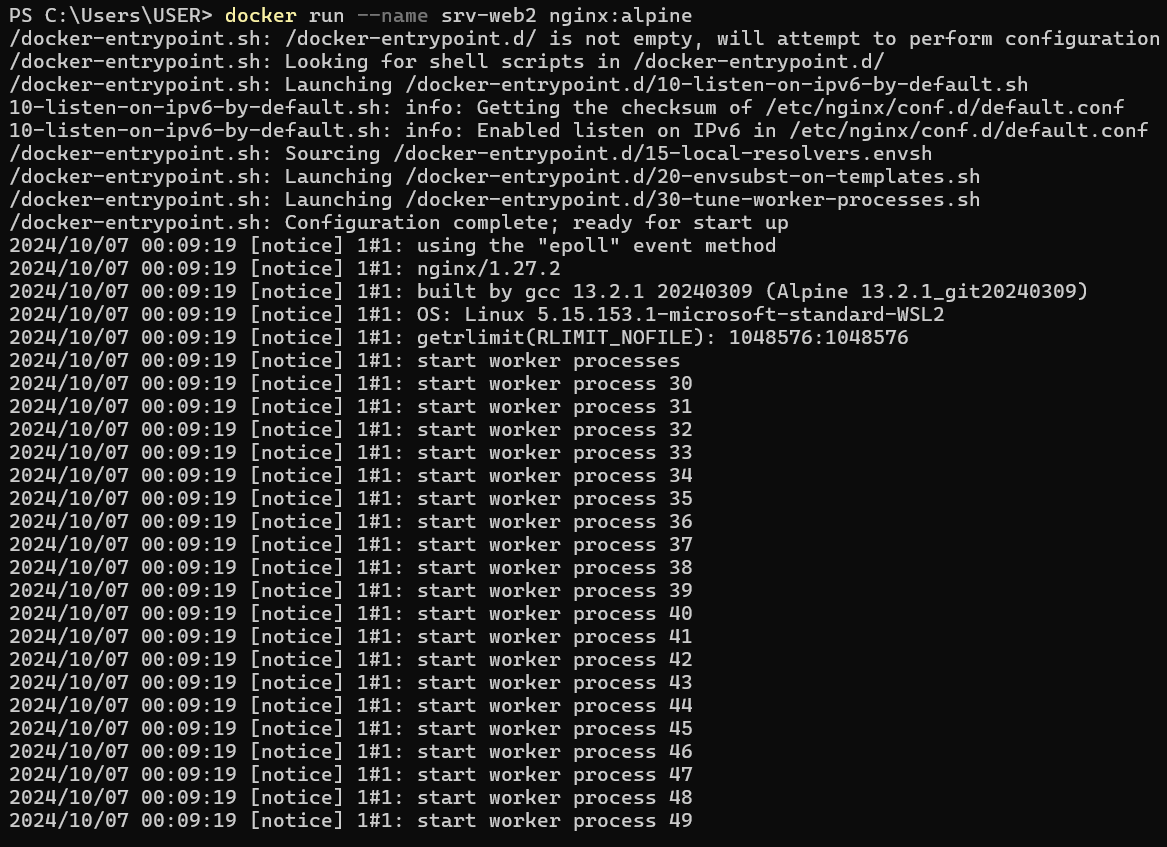 PS C:\Users\USER> docker run --name srv-web2 nginx:alpine
/docker-entrypoint.sh: /docker-entrypoint.d/ is not empty, will attempt to perform configuration
/docker-entrypoint.sh: Looking for shell scripts in /docker-entrypoint.d/
/docker-entrypoint.sh: Launching /docker-entrypoint.d/10-listen-on-ipv6-by-default.sh
10-listen-on-ipv6-by-default.sh: info: Getting the checksum of /etc/nginx/conf.d/default.conf
10-listen-on-ipv6-by-default.sh: info: Enabled listen on IPv6 in /etc/nginx/conf.d/default.conf
/docker-entrypoint.sh: Sourcing /docker-entrypoint.d/15-local-resolvers.envsh
/docker-entrypoint.sh: Launching /docker-entrypoint.d/20-envsubst-on-templates.sh
/docker-entrypoint.sh: Launching /docker-entrypoint.d/30-tune-worker-processes.sh
/docker-entrypoint.sh: Configuration complete; ready for start up
2024/10/07 00:09:19 [notice] 1#1: using the "epoll" event method
2024/10/07 00:09:19 [notice] 1#1: nginx/1.27.2
2024/10/07 00:09:19 [notice] 1#1: built by gcc 13.2.1 20240309 (Alpine 13.2.1_git20240309)
2024/10/07 00:09:19 [notice] 1#1: OS: Linux 5.15.153.1-microsoft-standard-WSL2
2024/10/07 00:09:19 [notice] 1#1: getrlimit(RLIMIT_NOFILE): 1048576:1048576
2024/10/07 00:09:19 [notice] 1#1: start worker processes
2024/10/07 00:09:19 [notice] 1#1: start worker process 30
2024/10/07 00:09:19 [notice] 1#1: start worker process 31
2024/10/07 00:09:19 [notice] 1#1: start worker process 32
2024/10/07 00:09:19 [notice] 1#1: start worker process 33
2024/10/07 00:09:19 [notice] 1#1: start worker process 34
2024/10/07 00:09:19 [notice] 1#1: start worker process 35
2024/10/07 00:09:19 [notice] 1#1: start worker process 36
2024/10/07 00:09:19 [notice] 1#1: start worker process 37
2024/10/07 00:09:19 [notice] 1#1: start worker process 38
2024/10/07 00:09:19 [notice] 1#1: start worker process 39
2024/10/07 00:09:19 [notice] 1#1: start worker process 40
2024/10/07 00:09:19 [notice] 1#1: start worker process 41
2024/10/07 00:09:19 [notice] 1#1: start worker process 42
2024/10/07 00:09:19 [notice] 1#1: start worker process 43
2024/10/07 00:09:19 [notice] 1#1: start worker process 44
2024/10/07 00:09:19 [notice] 1#1: start worker process 45
2024/10/07 00:09:19 [notice] 1#1: start worker process 46
2024/10/07 00:09:19 [notice] 1#1: start worker process 47
2024/10/07 00:09:19 [notice] 1#1: start worker process 48
2024/10/07 00:09:19 [notice] 1#1: start worker process 49